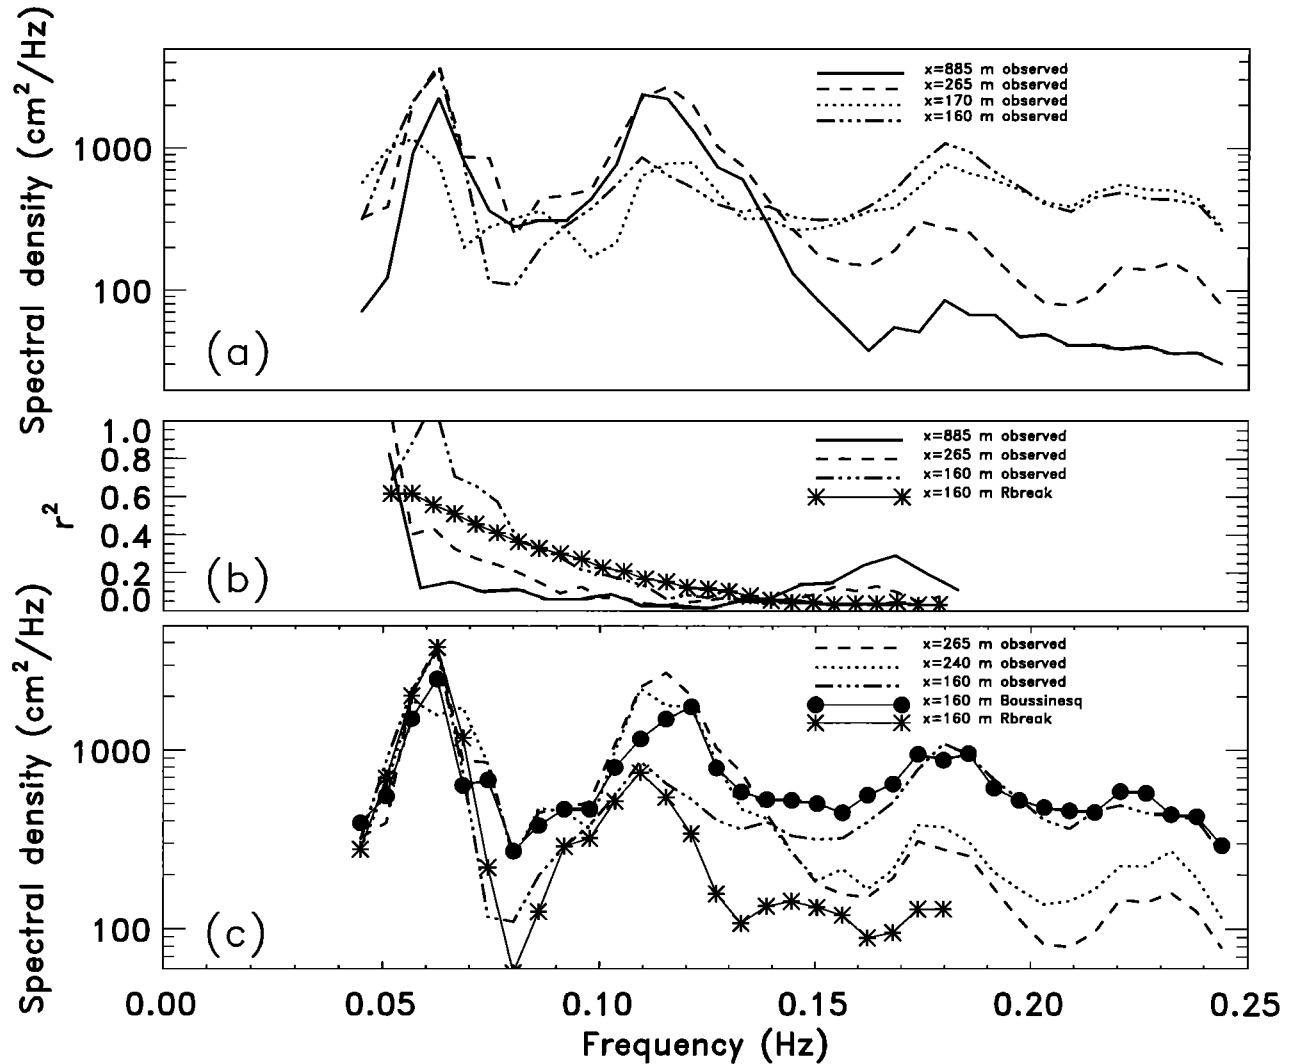 Spectral density (cm²/Hz)
1000
100
(a)
x=885 m observed
x=265 m observed
x=170 m observed
x=160 m observed
r²
1.0
0.8
0.6
0.4
0.2
0.0
(b)
x=885 m observed
x=265 m observed
x=160 m observed
x=160 m Rbreak
Spectral density (cm²/Hz)
1000
100
(c)
x=265 m observed
x=240 m observed
x=160 m observed
x=160 m Boussinesq
x=160 m Rbreak
0.00 0.05 0.10 0.15 0.20 0.25
Frequency (Hz)